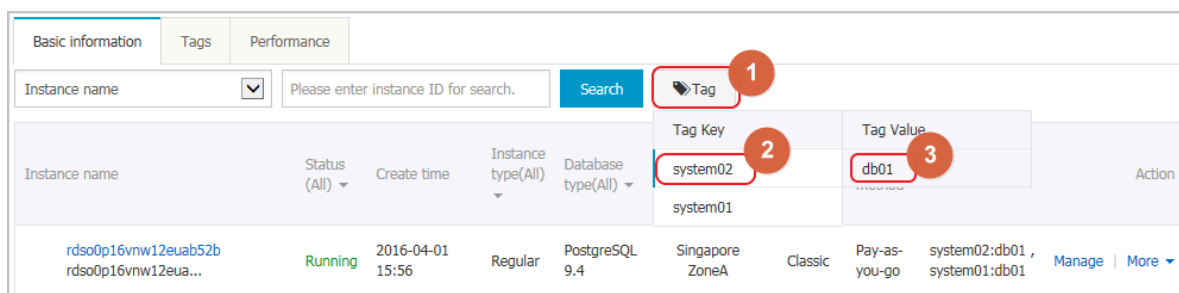 Basic information Tags Performance
Instance name Please enter instance ID for search. Search Tag 1
Tag Key Tag Value
Instance name Status (All) Create time Instance type(All) Database type(All) system02 2 db01 3 Action
system01
rdso0p16vnw12euab52b
rdso0p16vnw12eua... Running 2016-04-01 15:56 Regular PostgreSQL 9.4 Singapore ZoneA Classic Pay-as-you-go system02:db01 , system01:db01 Manage | More